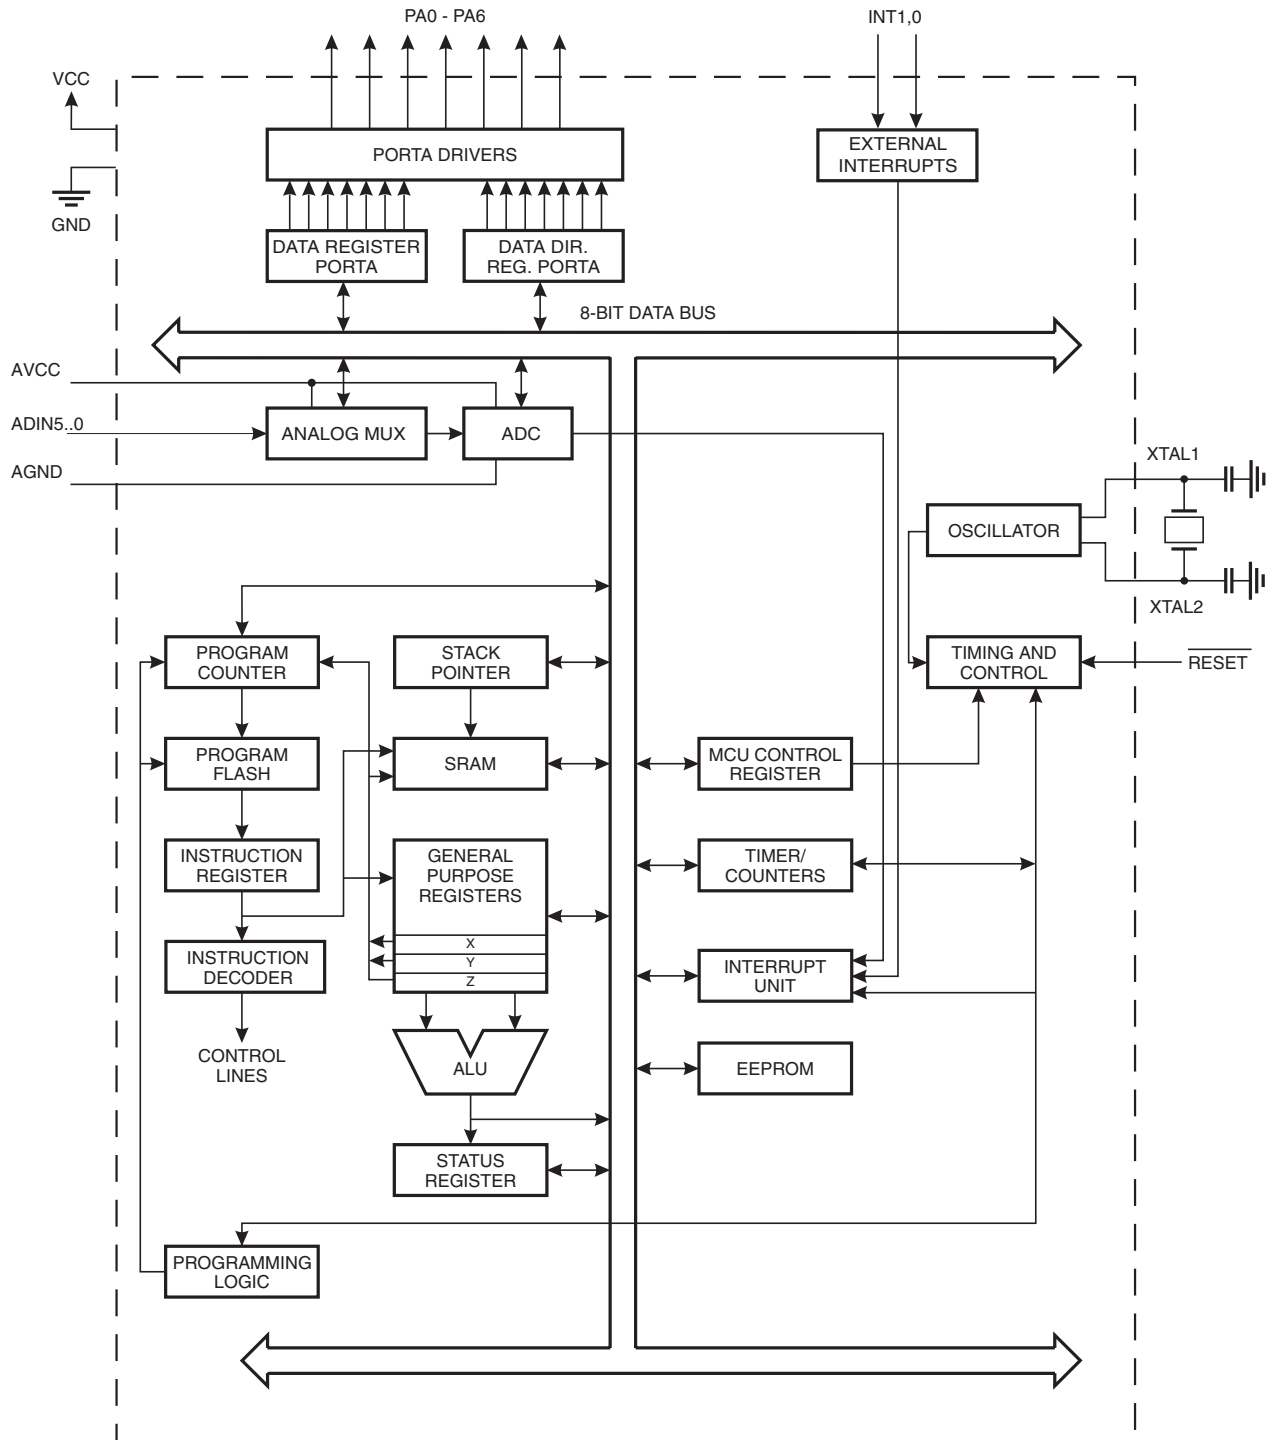 PA0 - PA6
INT1,0
VCC
GND
PORTA DRIVERS
EXTERNAL
INTERRUPTS
DATA REGISTER
PORTA
DATA DIR.
REG. PORTA
8-BIT DATA BUS
AVCC
ADIN5..0
AGND
ANALOG MUX
ADC
XTAL1
OSCILLATOR
XTAL2
PROGRAM
COUNTER
STACK
POINTER
TIMING AND
CONTROL
RESET
PROGRAM
FLASH
SRAM
MCU CONTROL
REGISTER
INSTRUCTION
REGISTER
GENERAL
PURPOSE
REGISTERS
X
Y
Z
TIMER/
COUNTERS
INSTRUCTION
DECODER
INTERRUPT
UNIT
CONTROL
LINES
ALU
EEPROM
STATUS
REGISTER
PROGRAMMING
LOGIC